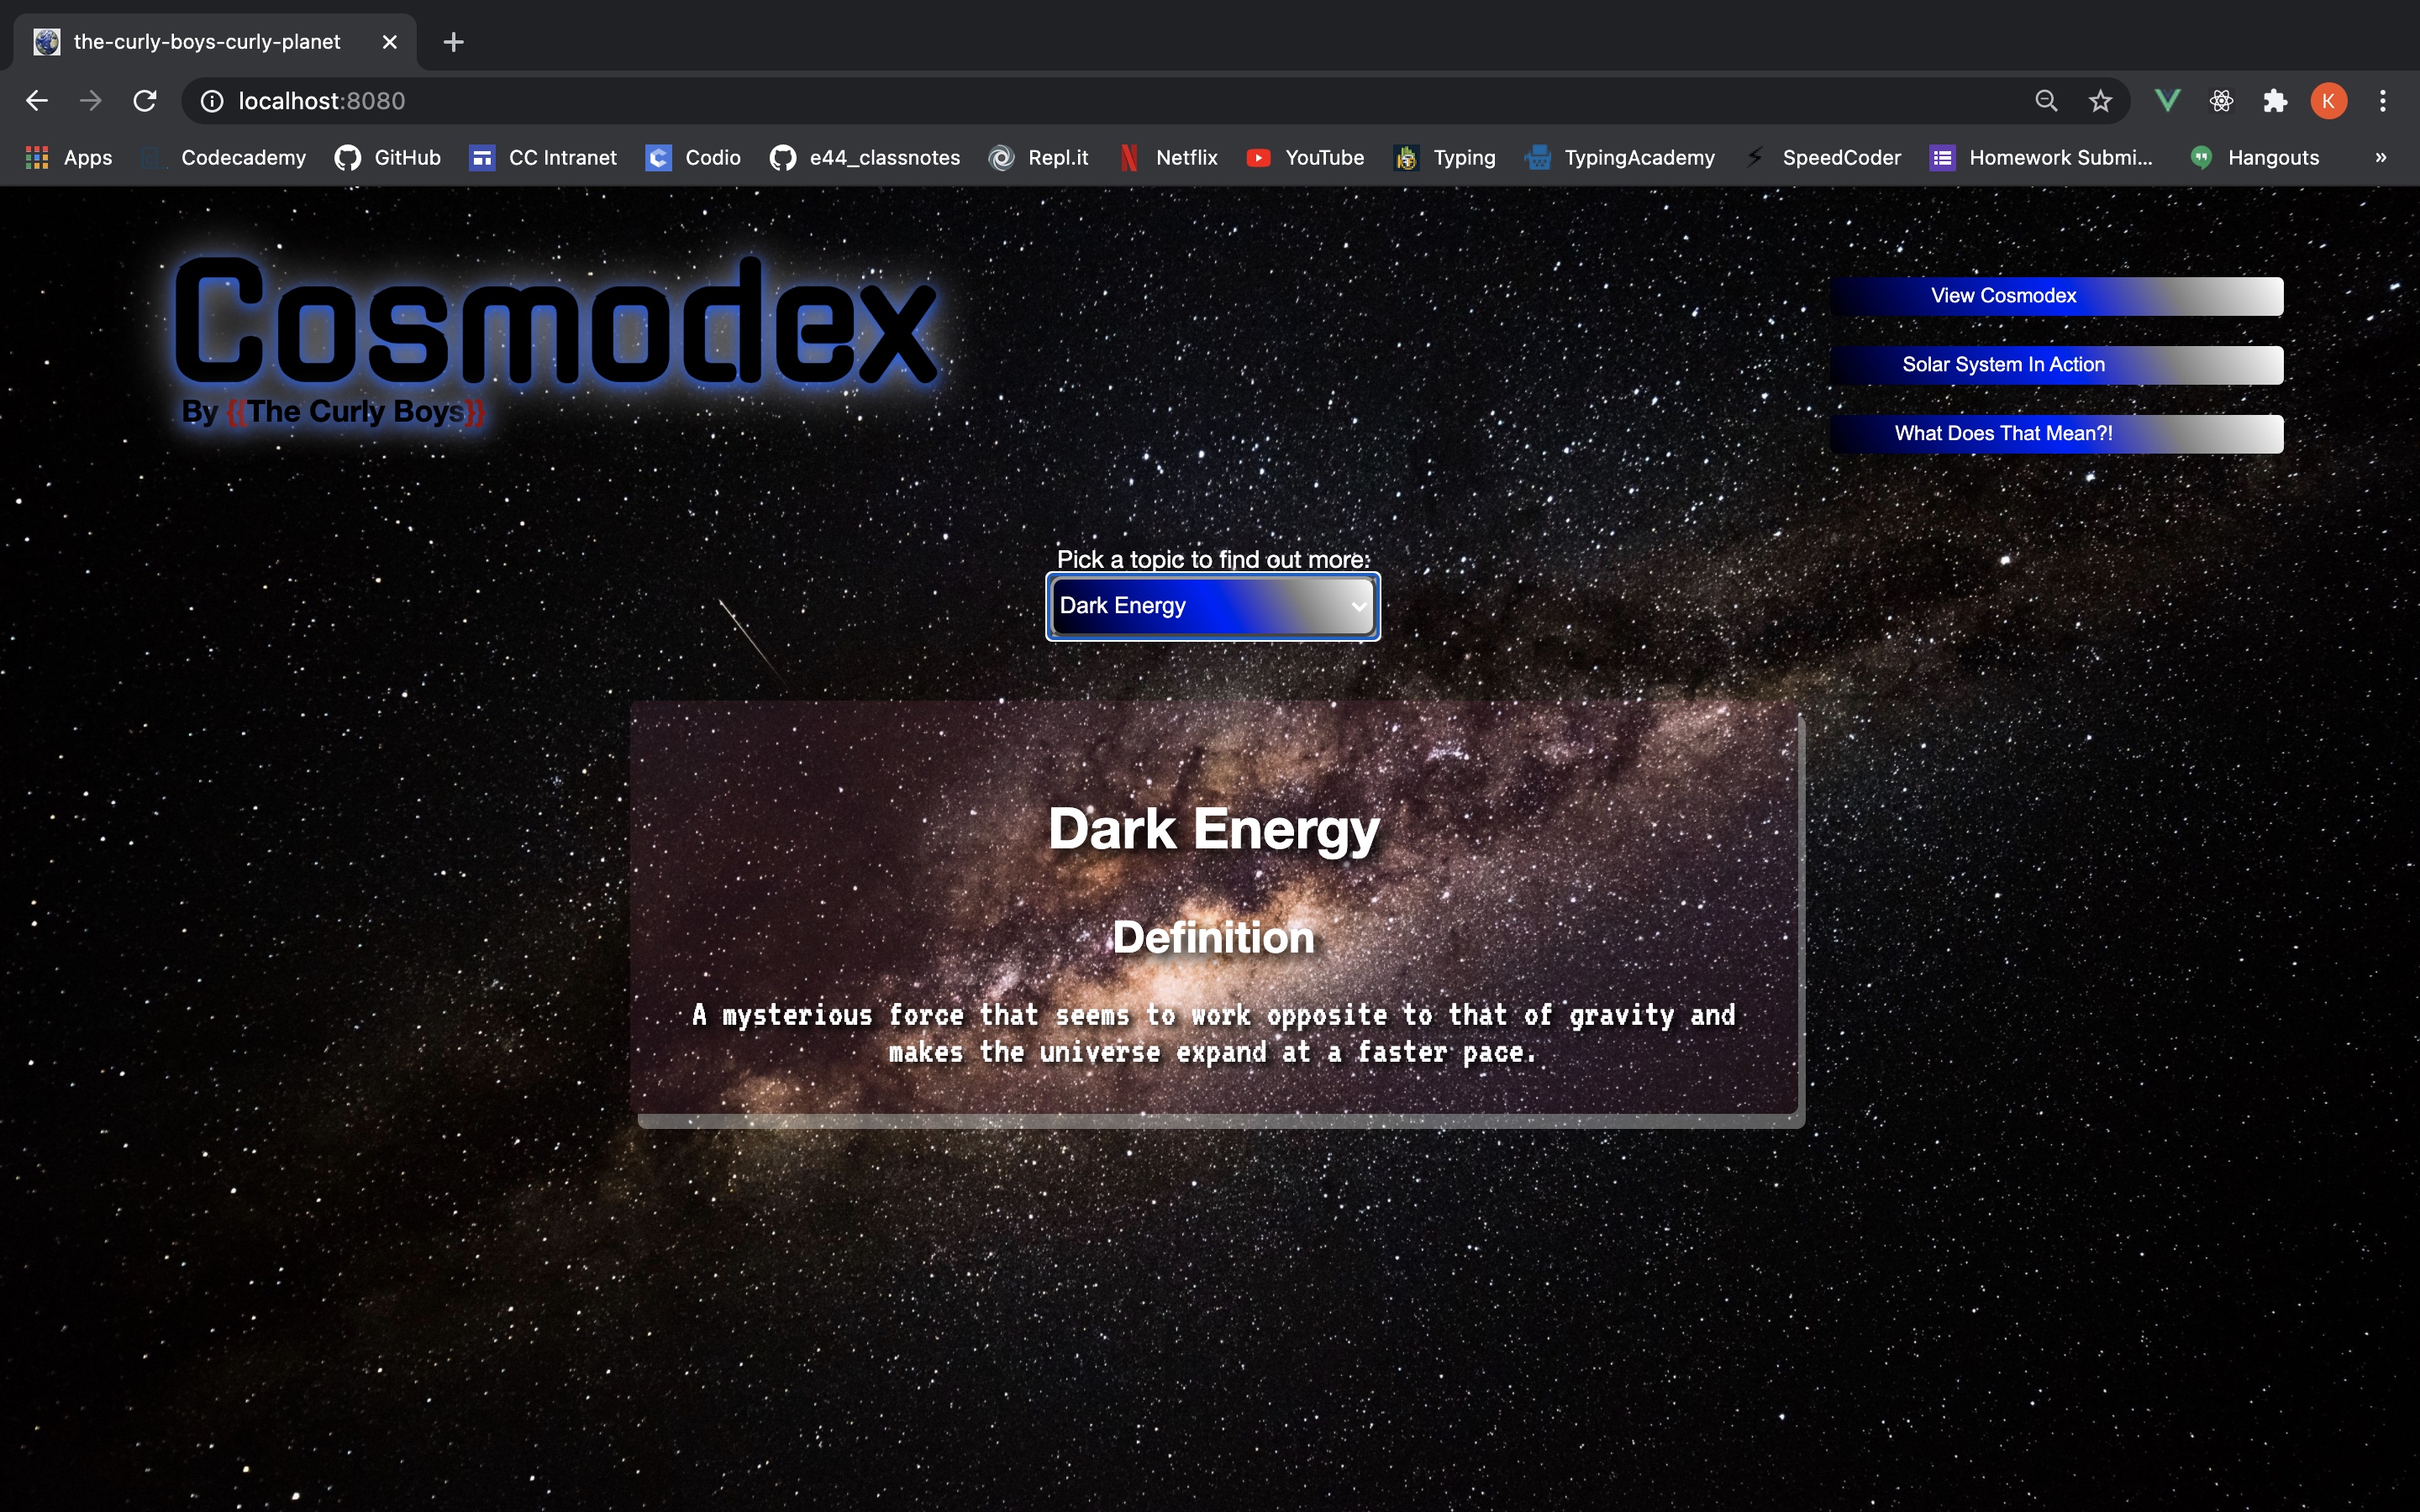 the-curly-boys-curly-planet
localhost:8080
K
Apps Codecademy GitHub CC Intranet Codio e44_classnotes Repl.it Netflix YouTube Typing TypingAcademy SpeedCoder Homework Submi... Hangouts »
Cosmodex
By {{The Curly Boys}}
View Cosmodex
Solar System In Action
What Does That Mean?!
Pick a topic to find out more:
Dark Energy
Dark Energy
Definition
A mysterious force that seems to work opposite to that of gravity and
makes the universe expand at a faster pace.